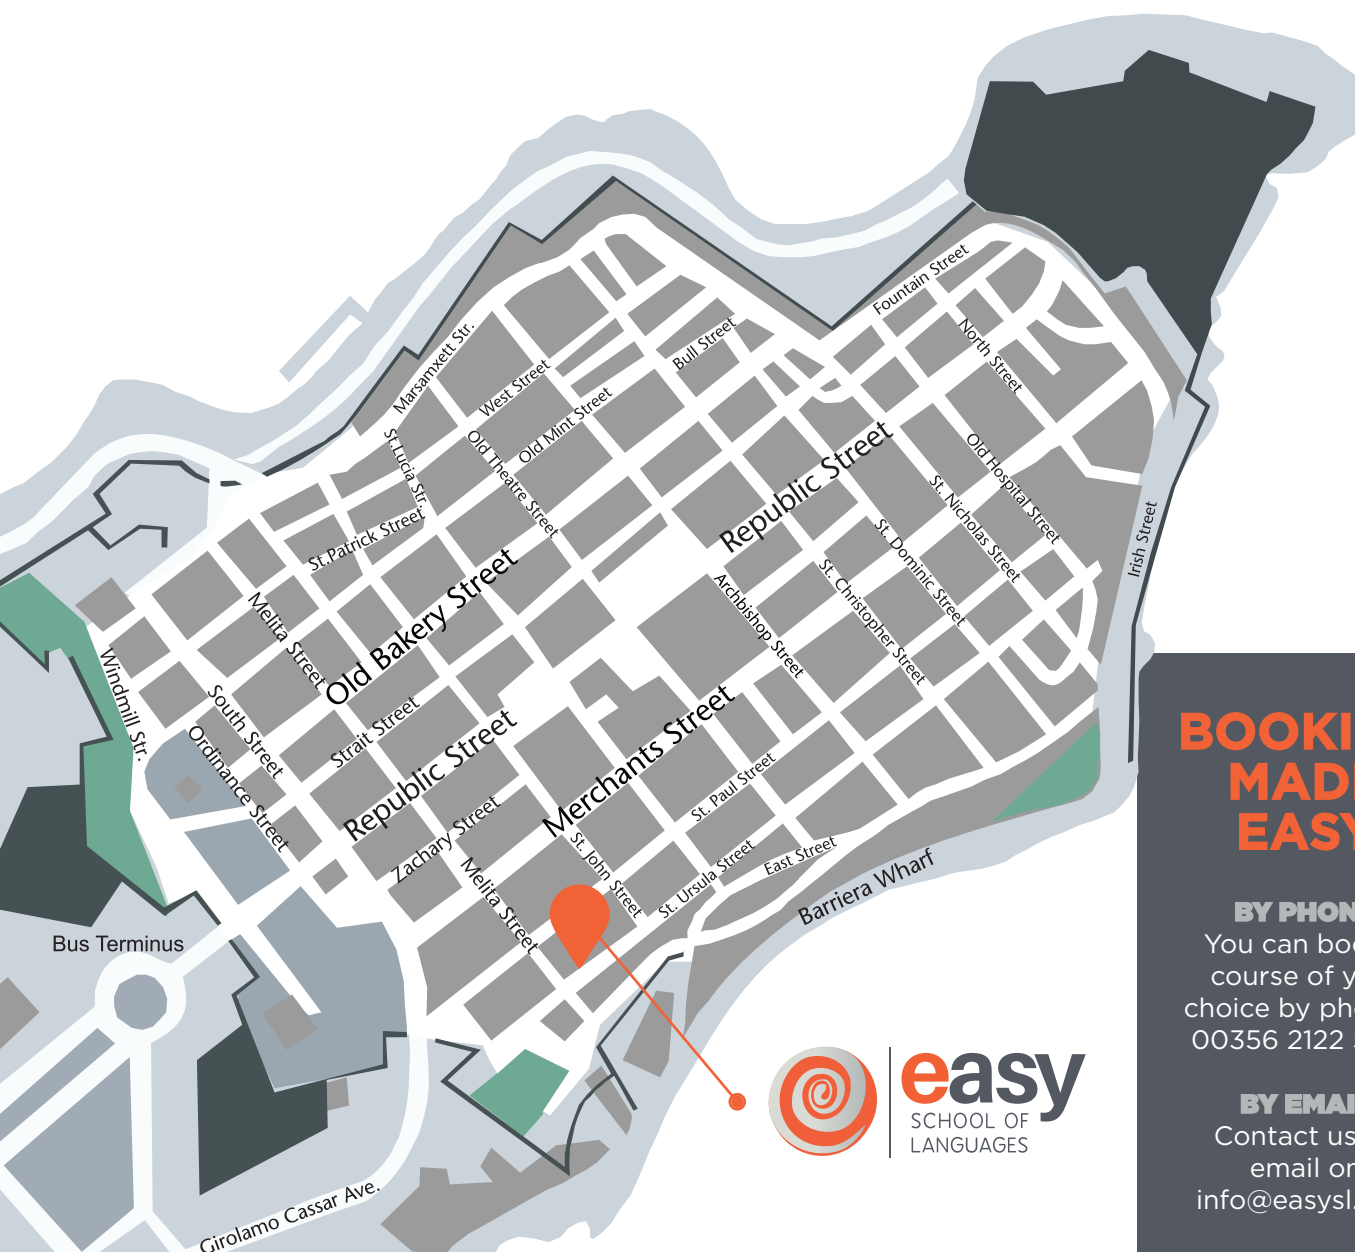 Fountain Street
North Street
Bull Street
Marsamxett Str.
West Street
Old Mint Street
St.Lucia Str.
Old Theatre Street
St.Patrick Street
Republic Street
Old Hospital Street
St. Nicholas Street
St. Dominic Street
St. Christopher Street
Archbishop Street
Irish Street
Old Bakery Street
Melita Street
Windmill Str.
South Street
Ordinance Street
Strait Street
Republic Street
Merchants Street
Zachary Street
St. Paul Street
Melita Street
St. John Street
St. Ursula Street
East Street
Barriera Wharf
Bus Terminus
Girolamo Cassar Ave.
easy
SCHOOL OF
LANGUAGES
BOOKI
MAD
EASY
BY PHON
You can boo
course of y
choice by ph
00356 2122
BY EMAI
Contact us
email on
info@easysl.